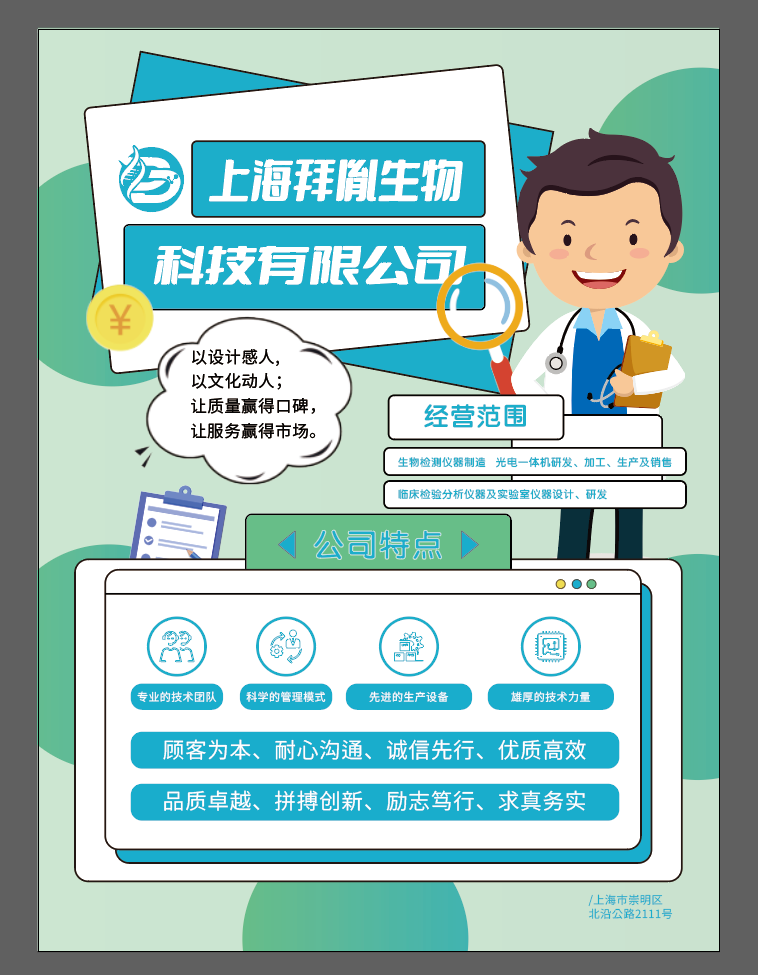 上海拜胤生物
科技有限公司
¥
以设计感人,
以文化动人;
让质量赢得口碑,
让服务赢得市场。
经营范围
生物检测仪器制造 光电一体机研发、加工、生产及销售
临床检验分析仪器及实验室仪器设计、研发
公司特点
专业的技术团队 科学的管理模式 先进的生产设备 雄厚的技术力量
顾客为本、耐心沟通、诚信先行、优质高效
品质卓越、拼搏创新、励志笃行、求真务实
/上海市崇明区
北沿公路2111号